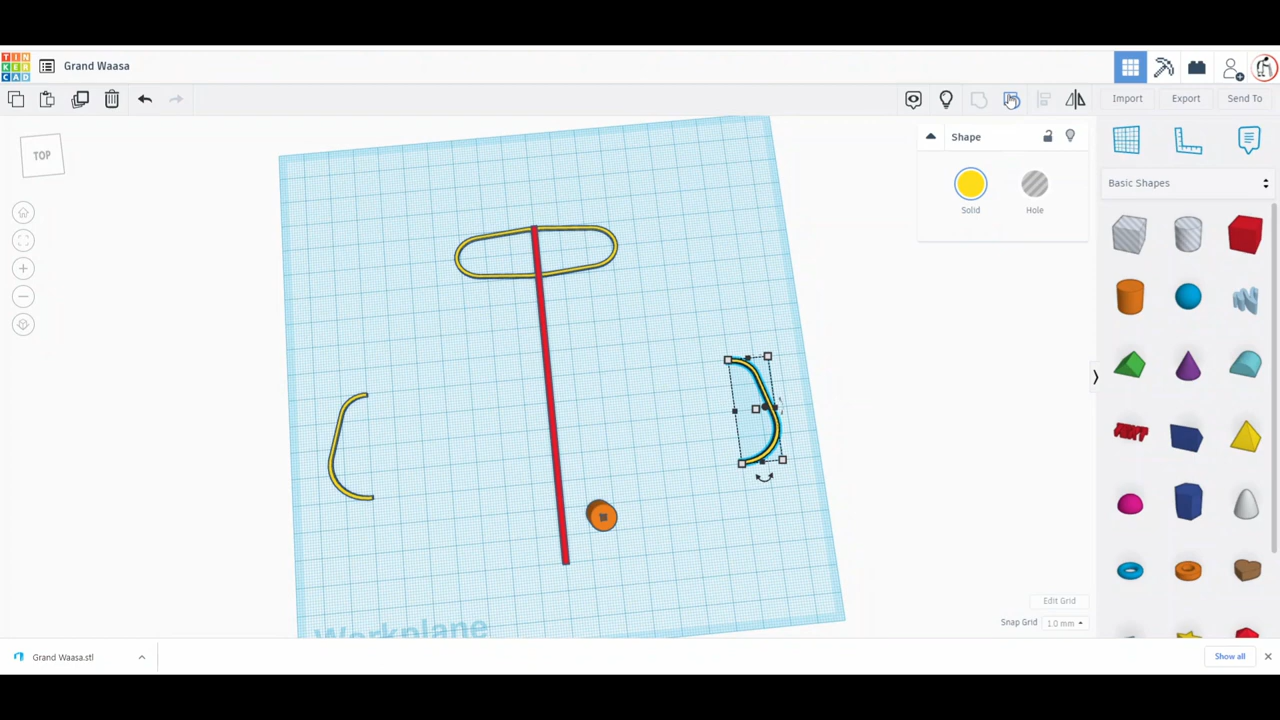 TIN
KER
CAD
Grand Waasa
Import
Export
Send To
TOP
Shape
Solid
Hole
Basic Shapes
TEXT
Workplane
Edit Grid
Snap Grid 1.0 mm
Grand Waasa.stl
Show all